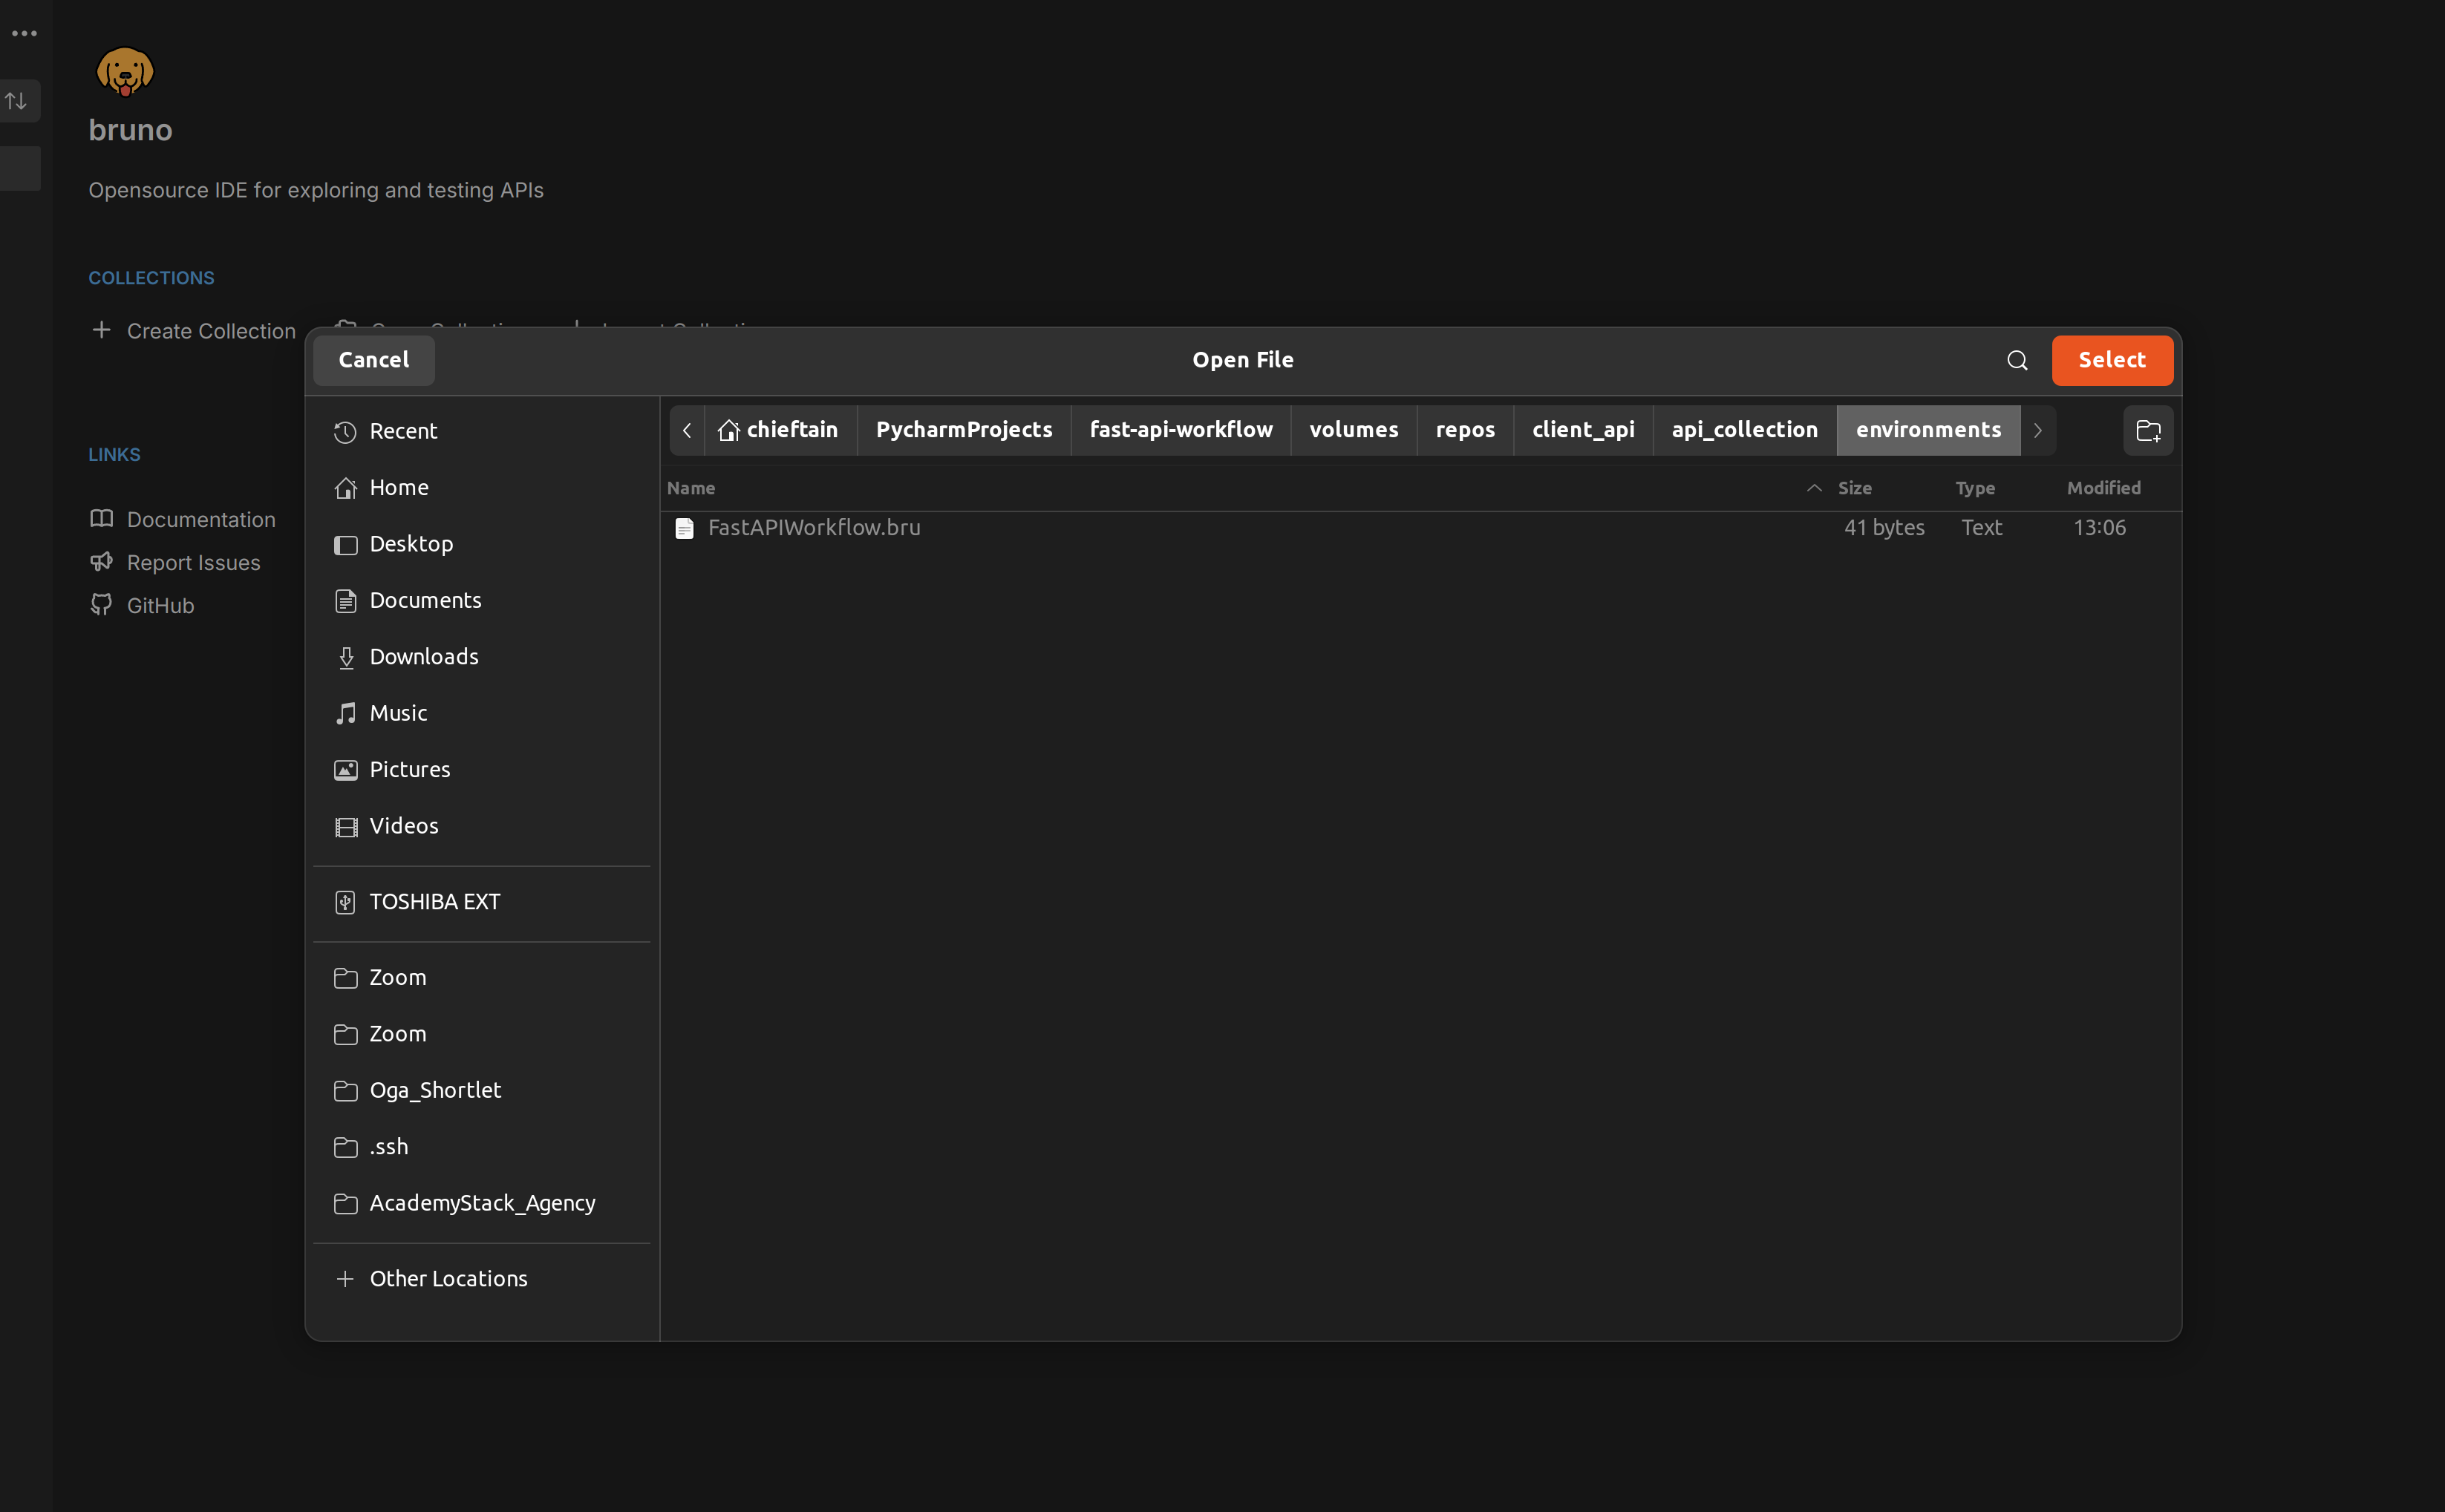 bruno
Opensource IDE for exploring and testing APIs
COLLECTIONS
Create Collection
LINKS
Documentation
Report Issues
GitHub
Cancel
Open File
Select
Recent
Home
Desktop
Documents
Downloads
Music
Pictures
Videos
TOSHIBA EXT
Zoom
Zoom
Oga_Shortlet
.ssh
AcademyStack_Agency
Other Locations
chieftain PycharmProjects fast-api-workflow volumes repos client_api api_collection environments
Name Size Type Modified
FastAPIWorkflow.bru 41 bytes Text 13:06